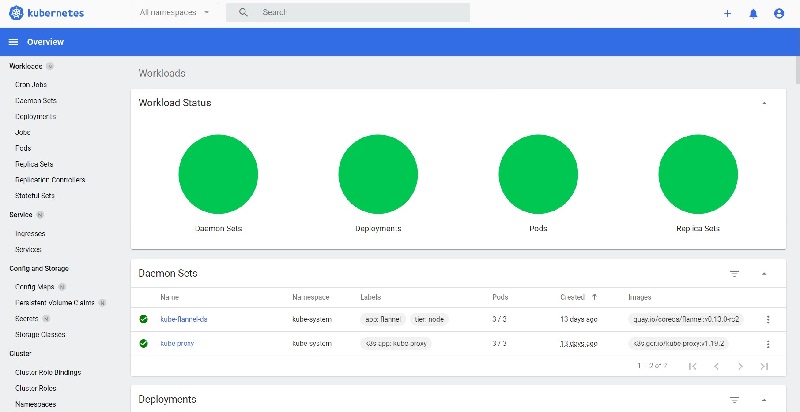 kubernetes
All namespaces
Search
Overview
Workloads N
Cron Jobs
Daemon Sets
Deployments
Jobs
Pods
Replica Sets
Replication Controllers
Stateful Sets
Service N
Ingresses
Services
Config and Storage
Config Maps N
Persistent Volume Claims N
Secrets N
Storage Classes
Cluster
Cluster Role Bindings
Cluster Roles
Namespaces
Workloads
Workload Status
Daemon Sets Deployments Pods Replica Sets
Daemon Sets
Name Namespace Labels Pods Created Images
kube-flannel-ds kube-system app: flannel tier: node 3 / 3 13 days ago quay.io/coreos/flannel:v0.13.0-rc2
kube-proxy kube-system k8s-app: kube-proxy 3 / 3 13 days ago k8s.gcr.io/kube-proxy:v1.19.2
1 – 2 of 2
Deployments